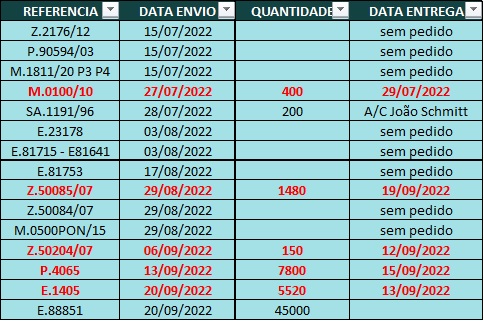 REFERENCIA DATA ENVIO QUANTIDADE DATA ENTREGA
Z.2176/12 15/07/2022 sem pedido
P.90594/03 15/07/2022 sem pedido
M.1811/20 P3 P4 15/07/2022 sem pedido
M.0100/10 27/07/2022 400 29/07/2022
SA.1191/96 28/07/2022 200 A/C João Schmitt
E.23178 03/08/2022 sem pedido
E.81715 - E81641 03/08/2022 sem pedido
E.81753 17/08/2022 sem pedido
Z.50085/07 29/08/2022 1480 19/09/2022
Z.50084/07 29/08/2022 sem pedido
M.0500PON/15 29/08/2022 sem pedido
Z.50204/07 06/09/2022 150 12/09/2022
P.4065 13/09/2022 7800 15/09/2022
E.1405 20/09/2022 5520 13/09/2022
E.88851 20/09/2022 45000